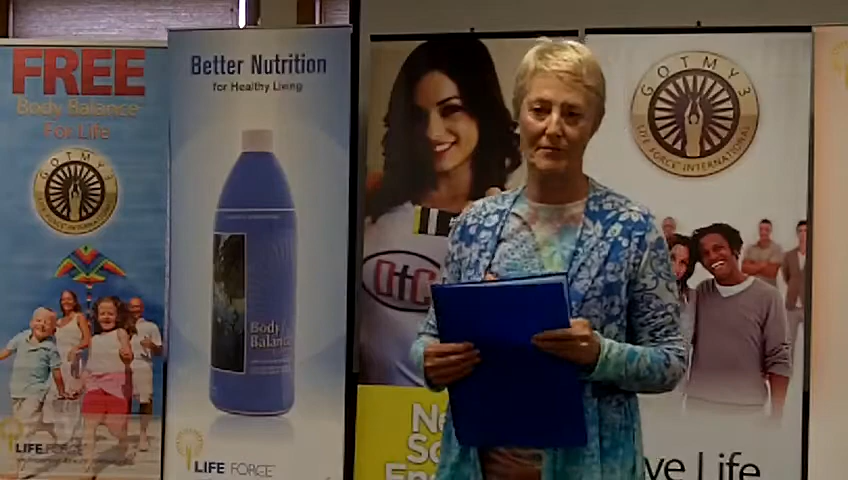 FREE
Body Balance
For Life
GOTMY3
LIFE FORCE
Better Nutrition
for Healthy Living
Body
Balance
LIFE FORCE
OTC
GOTMY3
LIFE FORCE INTERNATIONAL
ve Life